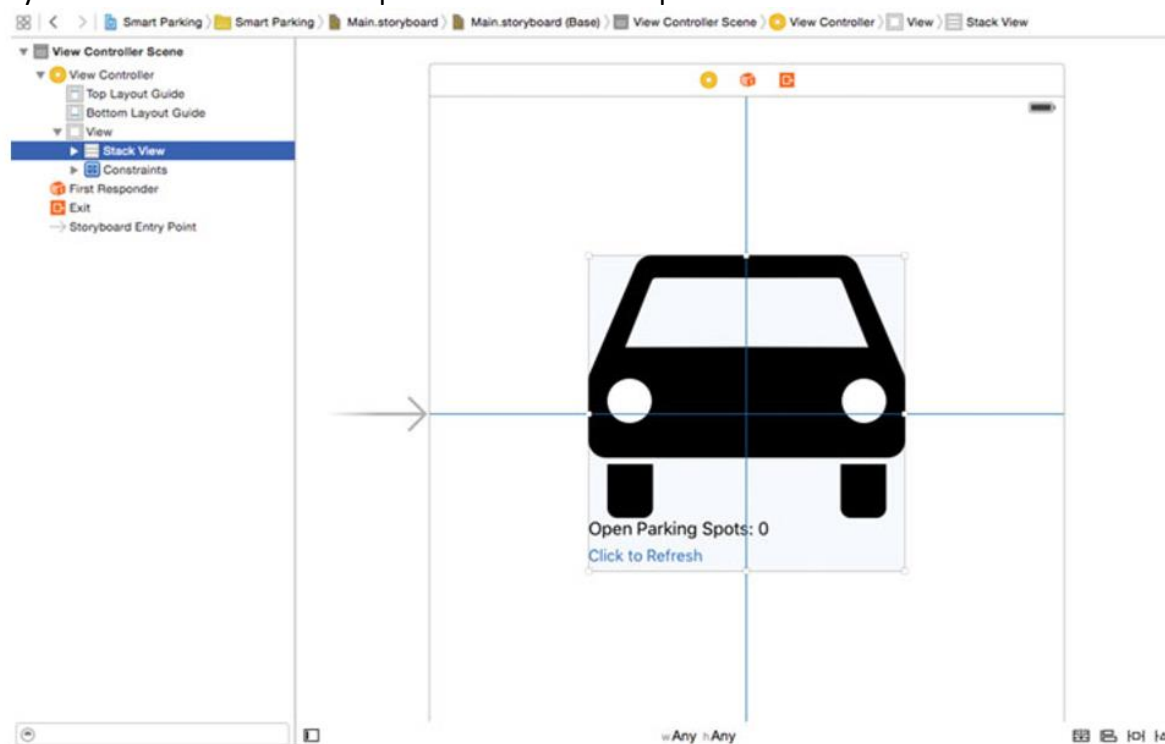 Smart Parking Smart Parking Main.storyboard Main.storyboard (Base) View Controller Scene View Controller View Stack View
View Controller Scene
View Controller
Top Layout Guide
Bottom Layout Guide
View
Stack View
Constraints
First Responder
Exit
Storyboard Entry Point
Open Parking Spots: 0
Click to Refresh
wAny hAny